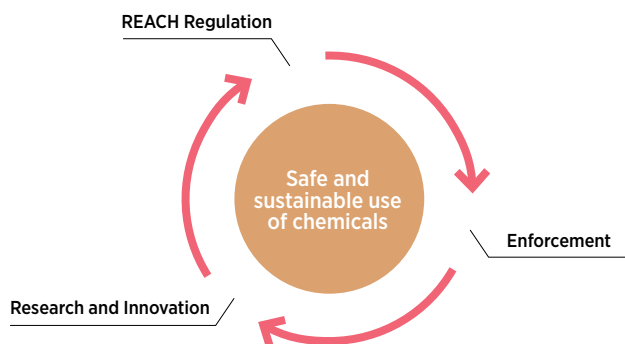 REACH Regulation
Safe and
sustainable use
of chemicals
Enforcement
Research and Innovation